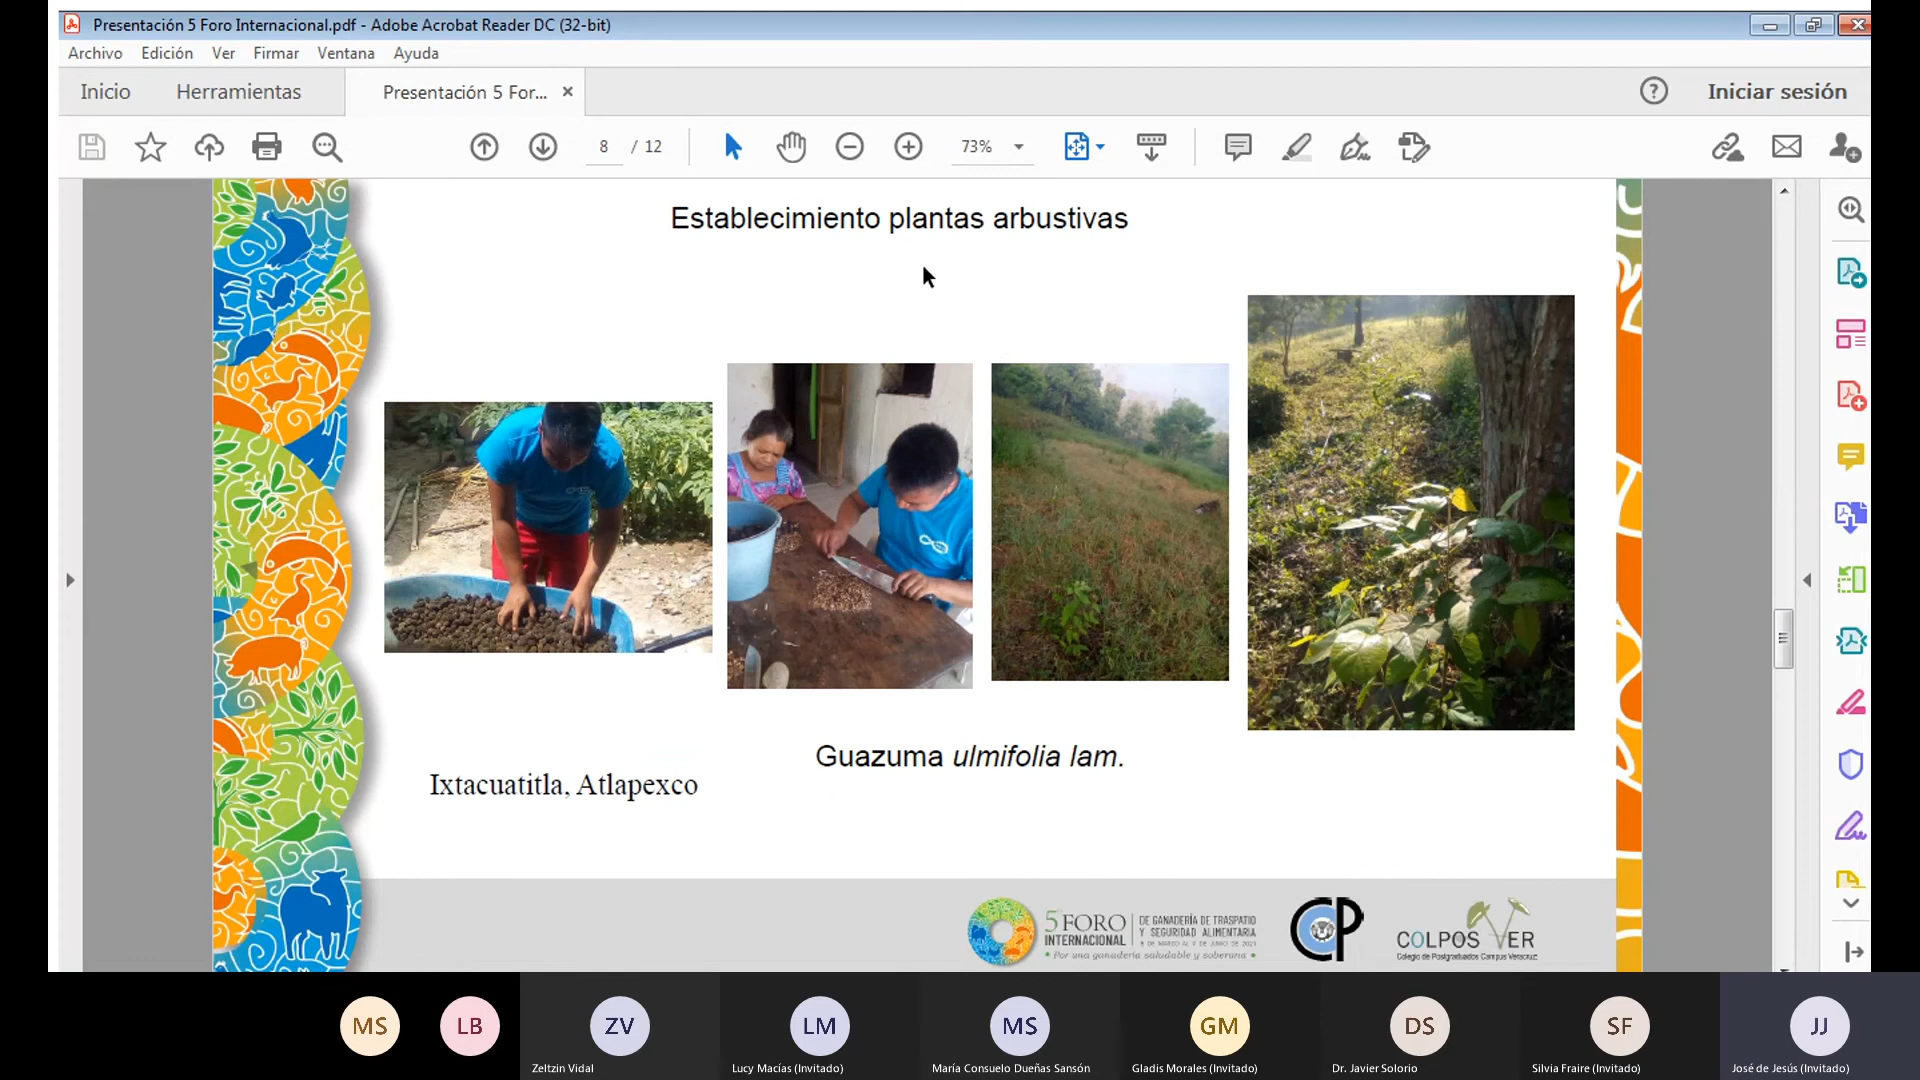 Presentación 5 Foro Internacional.pdf - Adobe Acrobat Reader DC (32-bit)
Archivo Edición Ver Firmar Ventana Ayuda
Inicio Herramientas Presentación 5 For... Iniciar sesión
8 / 12 73%
Establecimiento plantas arbustivas
Guazuma ulmifolia lam.
Ixtacuatitla, Atlapexco
5 FORO INTERNACIONAL
DE GANADERÍA DE TRASPATIO
Y SEGURIDAD ALIMENTARIA
• Por una ganadería saludable y soberana •
CP
COLPOS VER
Colegio de Postgraduados Campus Veracruz
MS LB ZV LM MS GM DS SF JJ
Zeltzin Vidal
Lucy Macías (Invitado)
María Consuelo Dueñas Sansón
Gladis Morales (Invitado)
Dr. Javier Solorio
Silvia Fraire (Invitado)
José de Jesús (Invitado)